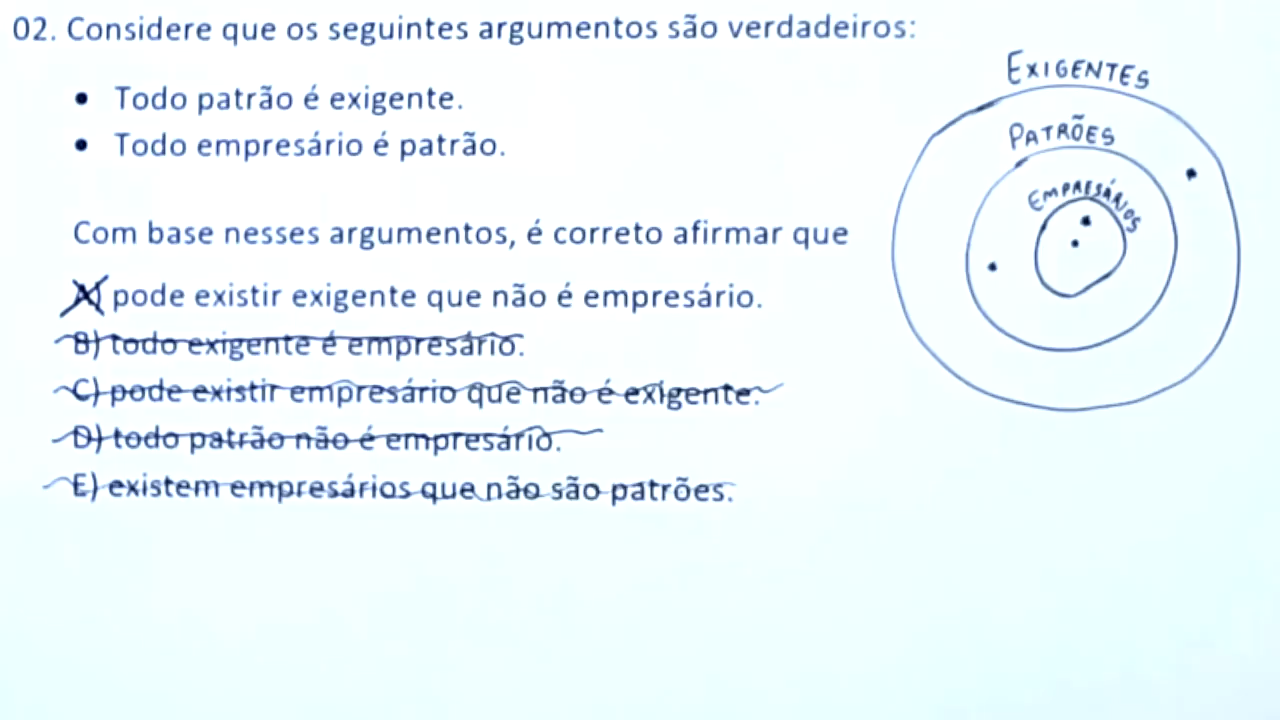 02. Considere que os seguintes argumentos são verdadeiros:
• Todo patrão é exigente.
• Todo empresário é patrão.
Com base nesses argumentos, é correto afirmar que
A) pode existir exigente que não é empresário.
B) todo exigente é empresário.
C) pode existir empresário que não é exigente.
D) todo patrão não é empresário.
E) existem empresários que não são patrões.
EXIGENTES
PATRÕES
EMPRESÁRIOS